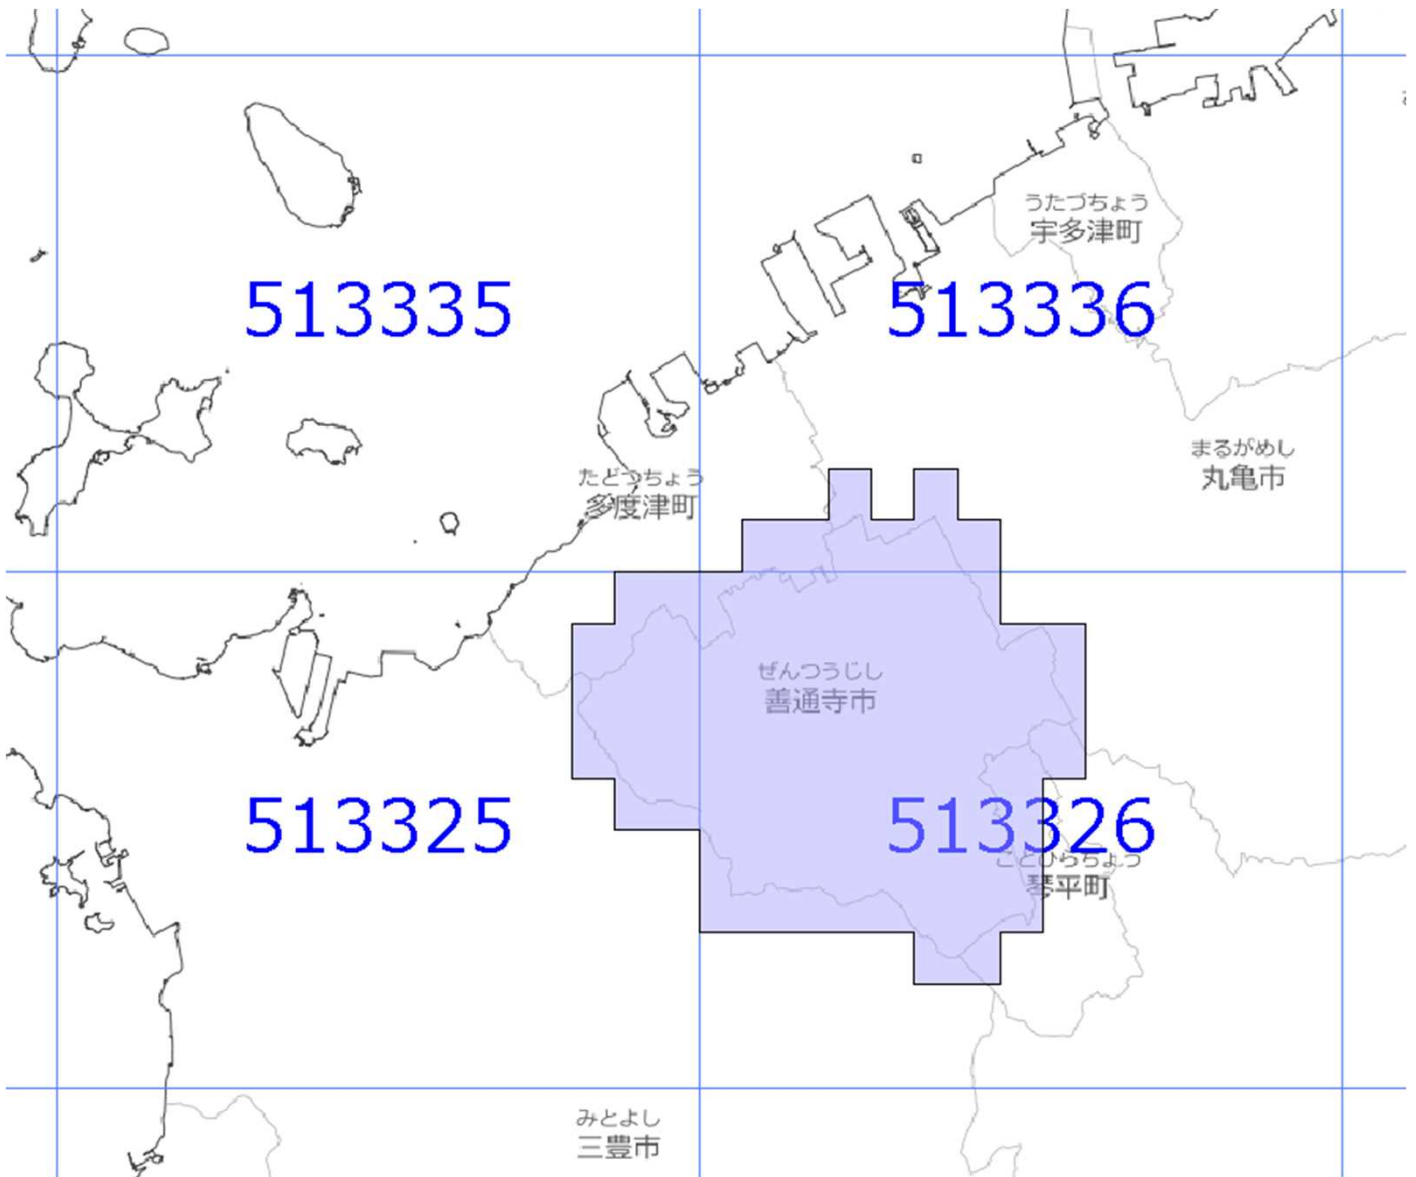 うたづちょう
宇多津町
513335
513336
まるがめし
丸亀市
たどつちょう
多度津町
ぜんつうじし
善通寺市
513325
513326
ことひらちょう
琴平町
みとよし
三豊市